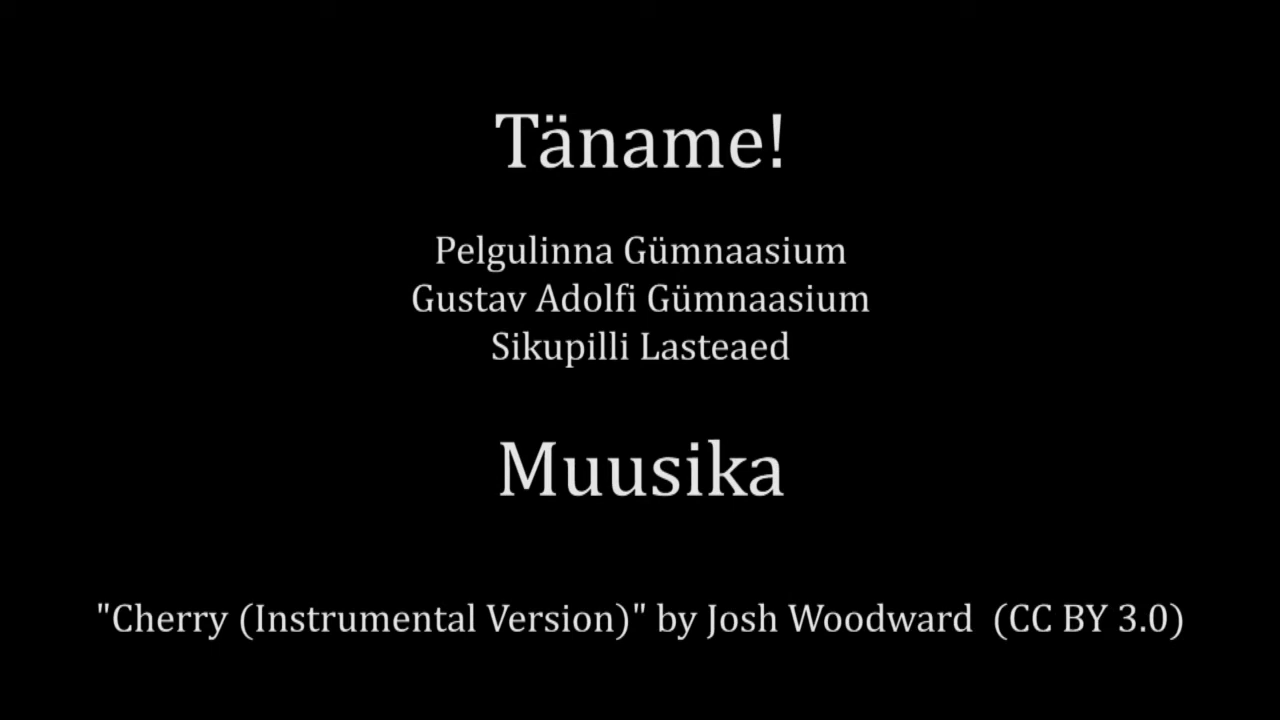 Täname!
Pelgulinna Gümnaasium
Gustav Adolfi Gümnaasium
Sikupilli Lasteaed
Muusika
"Cherry (Instrumental Version)" by Josh Woodward  (CC BY 3.0)